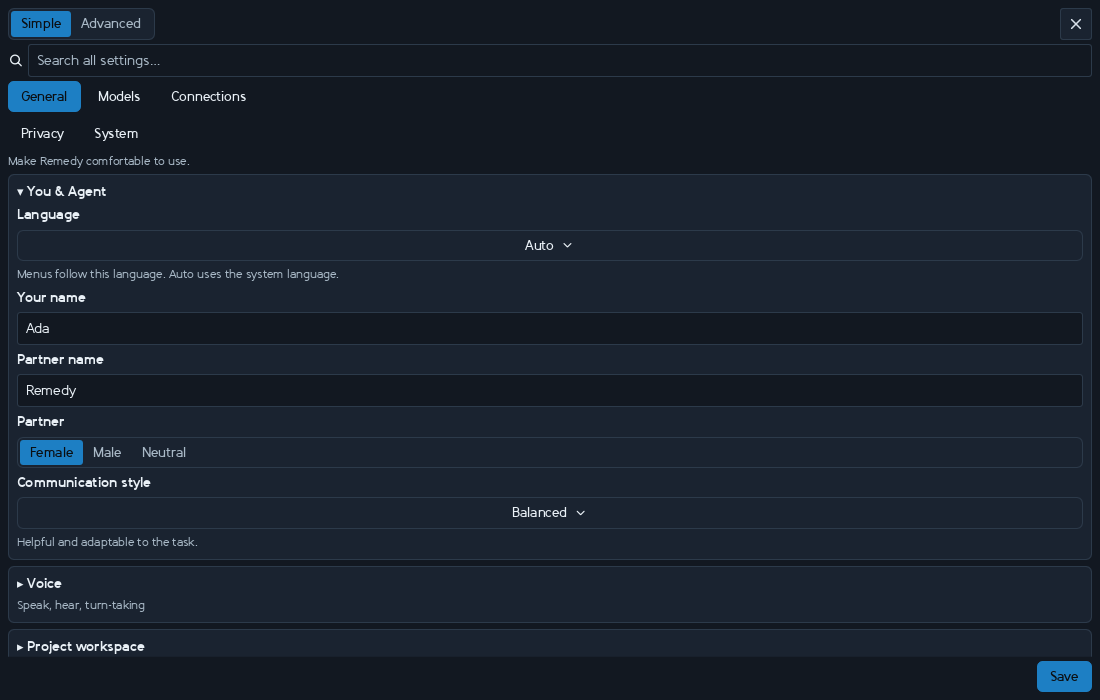 Simple Advanced
Search all settings...
General Models Connections
Privacy System
Make Remedy comfortable to use.
▾ You & Agent
Language
Auto
Menus follow this language. Auto uses the system language.
Your name
Ada
Partner name
Remedy
Partner
Female Male Neutral
Communication style
Balanced
Helpful and adaptable to the task.
▸ Voice
Speak, hear, turn-taking
▸ Project workspace
Save